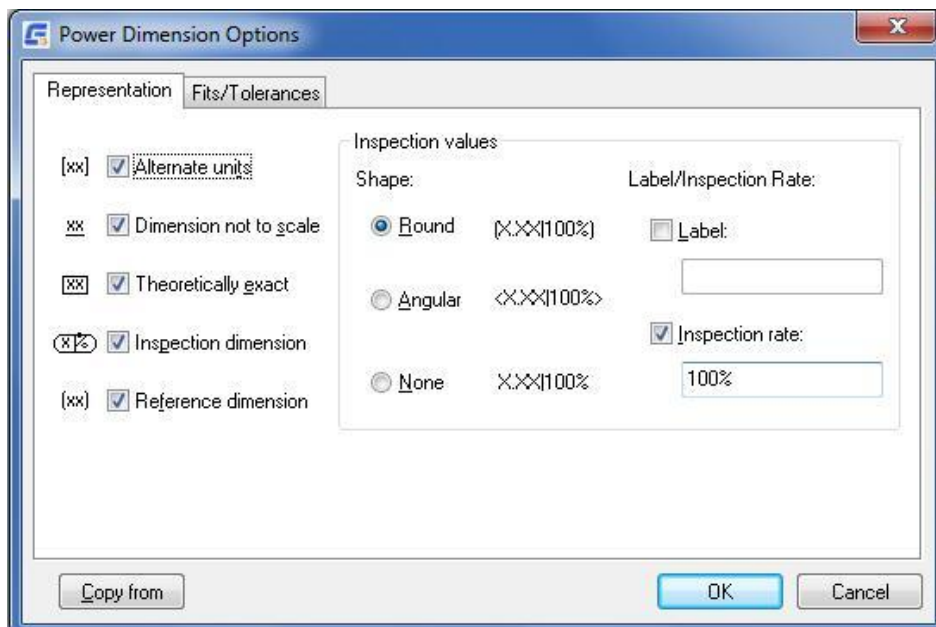 Power Dimension Options
Representation
Fits/Tolerances
[xx] Alternate units
xx Dimension not to scale
xx Theoretically exact
x % Inspection dimension
(xx) Reference dimension
Inspection values
Shape:
Round (X.XX|100%)
Angular <X.XX|100%>
None X.XX|100%
Label/Inspection Rate:
Label:
Inspection rate:
100%
Copy from
OK
Cancel